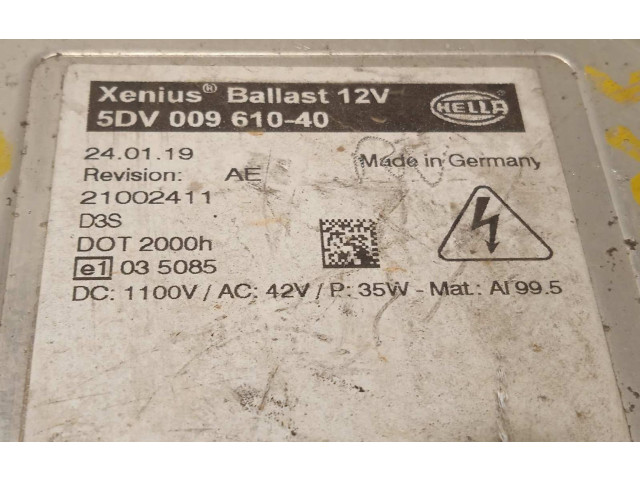 Xenius® Ballast 12V
HELLA
5DV 009 610-40
24.01.19
Made in Germany
Revision: AE
21002411
D3S
DOT 2000h
e1 03 5085
DC: 1100V / AC: 42V / P: 35W - Mat.: Al 99.5